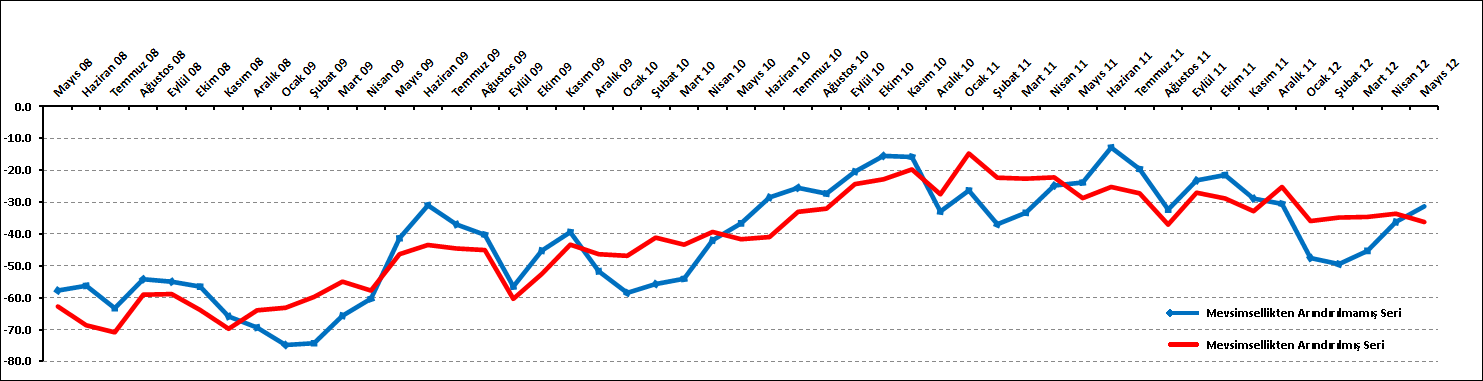 Mayıs 08
Haziran 08
Temmuz 08
Ağustos 08
Eylül 08
Ekim 08
Kasım 08
Aralık 08
Ocak 09
Şubat 09
Mart 09
Nisan 09
Mayıs 09
Haziran 09
Temmuz 09
Ağustos 09
Eylül 09
Ekim 09
Kasım 09
Aralık 09
Ocak 10
Şubat 10
Mart 10
Nisan 10
Mayıs 10
Haziran 10
Temmuz 10
Ağustos 10
Eylül 10
Ekim 10
Kasım 10
Aralık 10
Ocak 11
Şubat 11
Mart 11
Nisan 11
Mayıs 11
Haziran 11
Temmuz 11
Ağustos 11
Eylül 11
Ekim 11
Kasım 11
Aralık 11
Ocak 12
Şubat 12
Mart 12
Nisan 12
Mayıs 12
0.0
-10.0
-20.0
-30.0
-40.0
-50.0
-60.0
-70.0
-80.0
Mevsimsellikten Arındırılmamış Seri
Mevsimsellikten Arındırılmış Seri